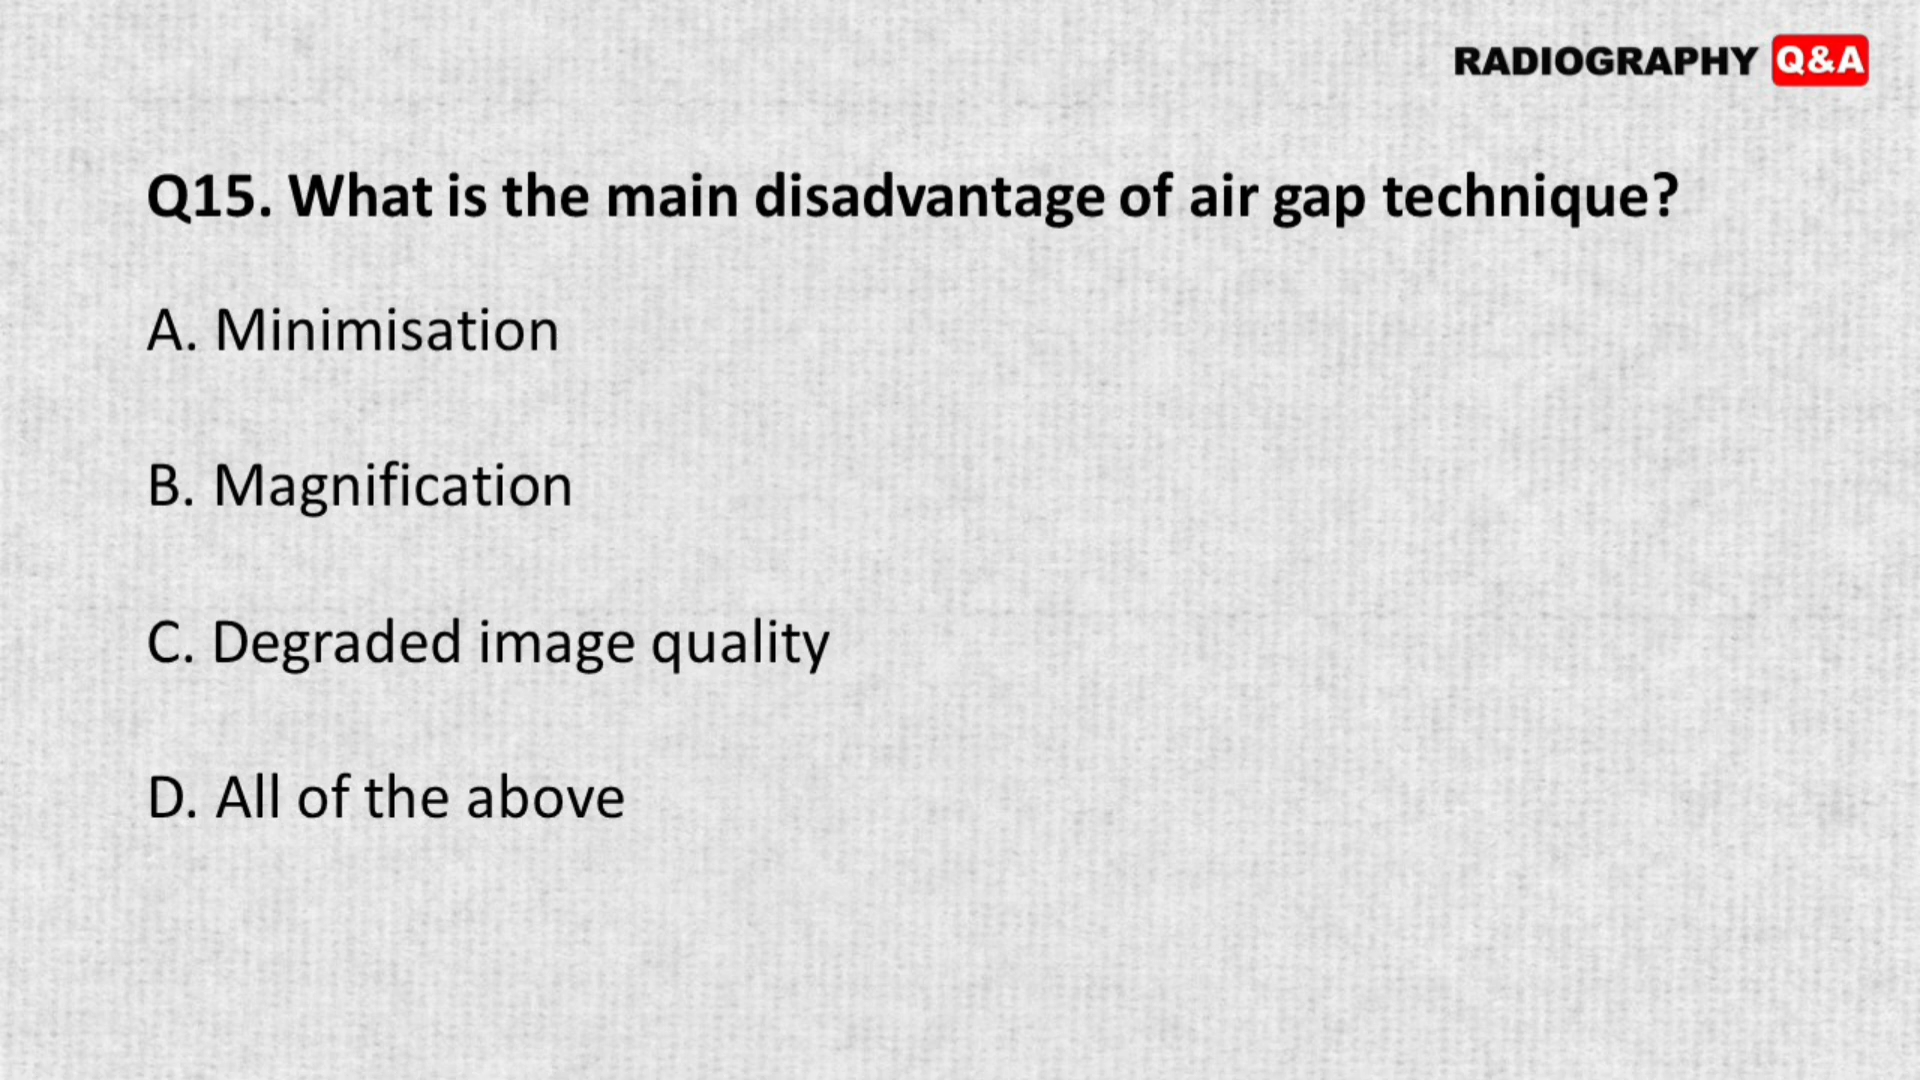 RADIOGRAPHY Q&A
Q15. What is the main disadvantage of air gap technique?
A. Minimisation
B. Magnification
C. Degraded image quality
D. All of the above